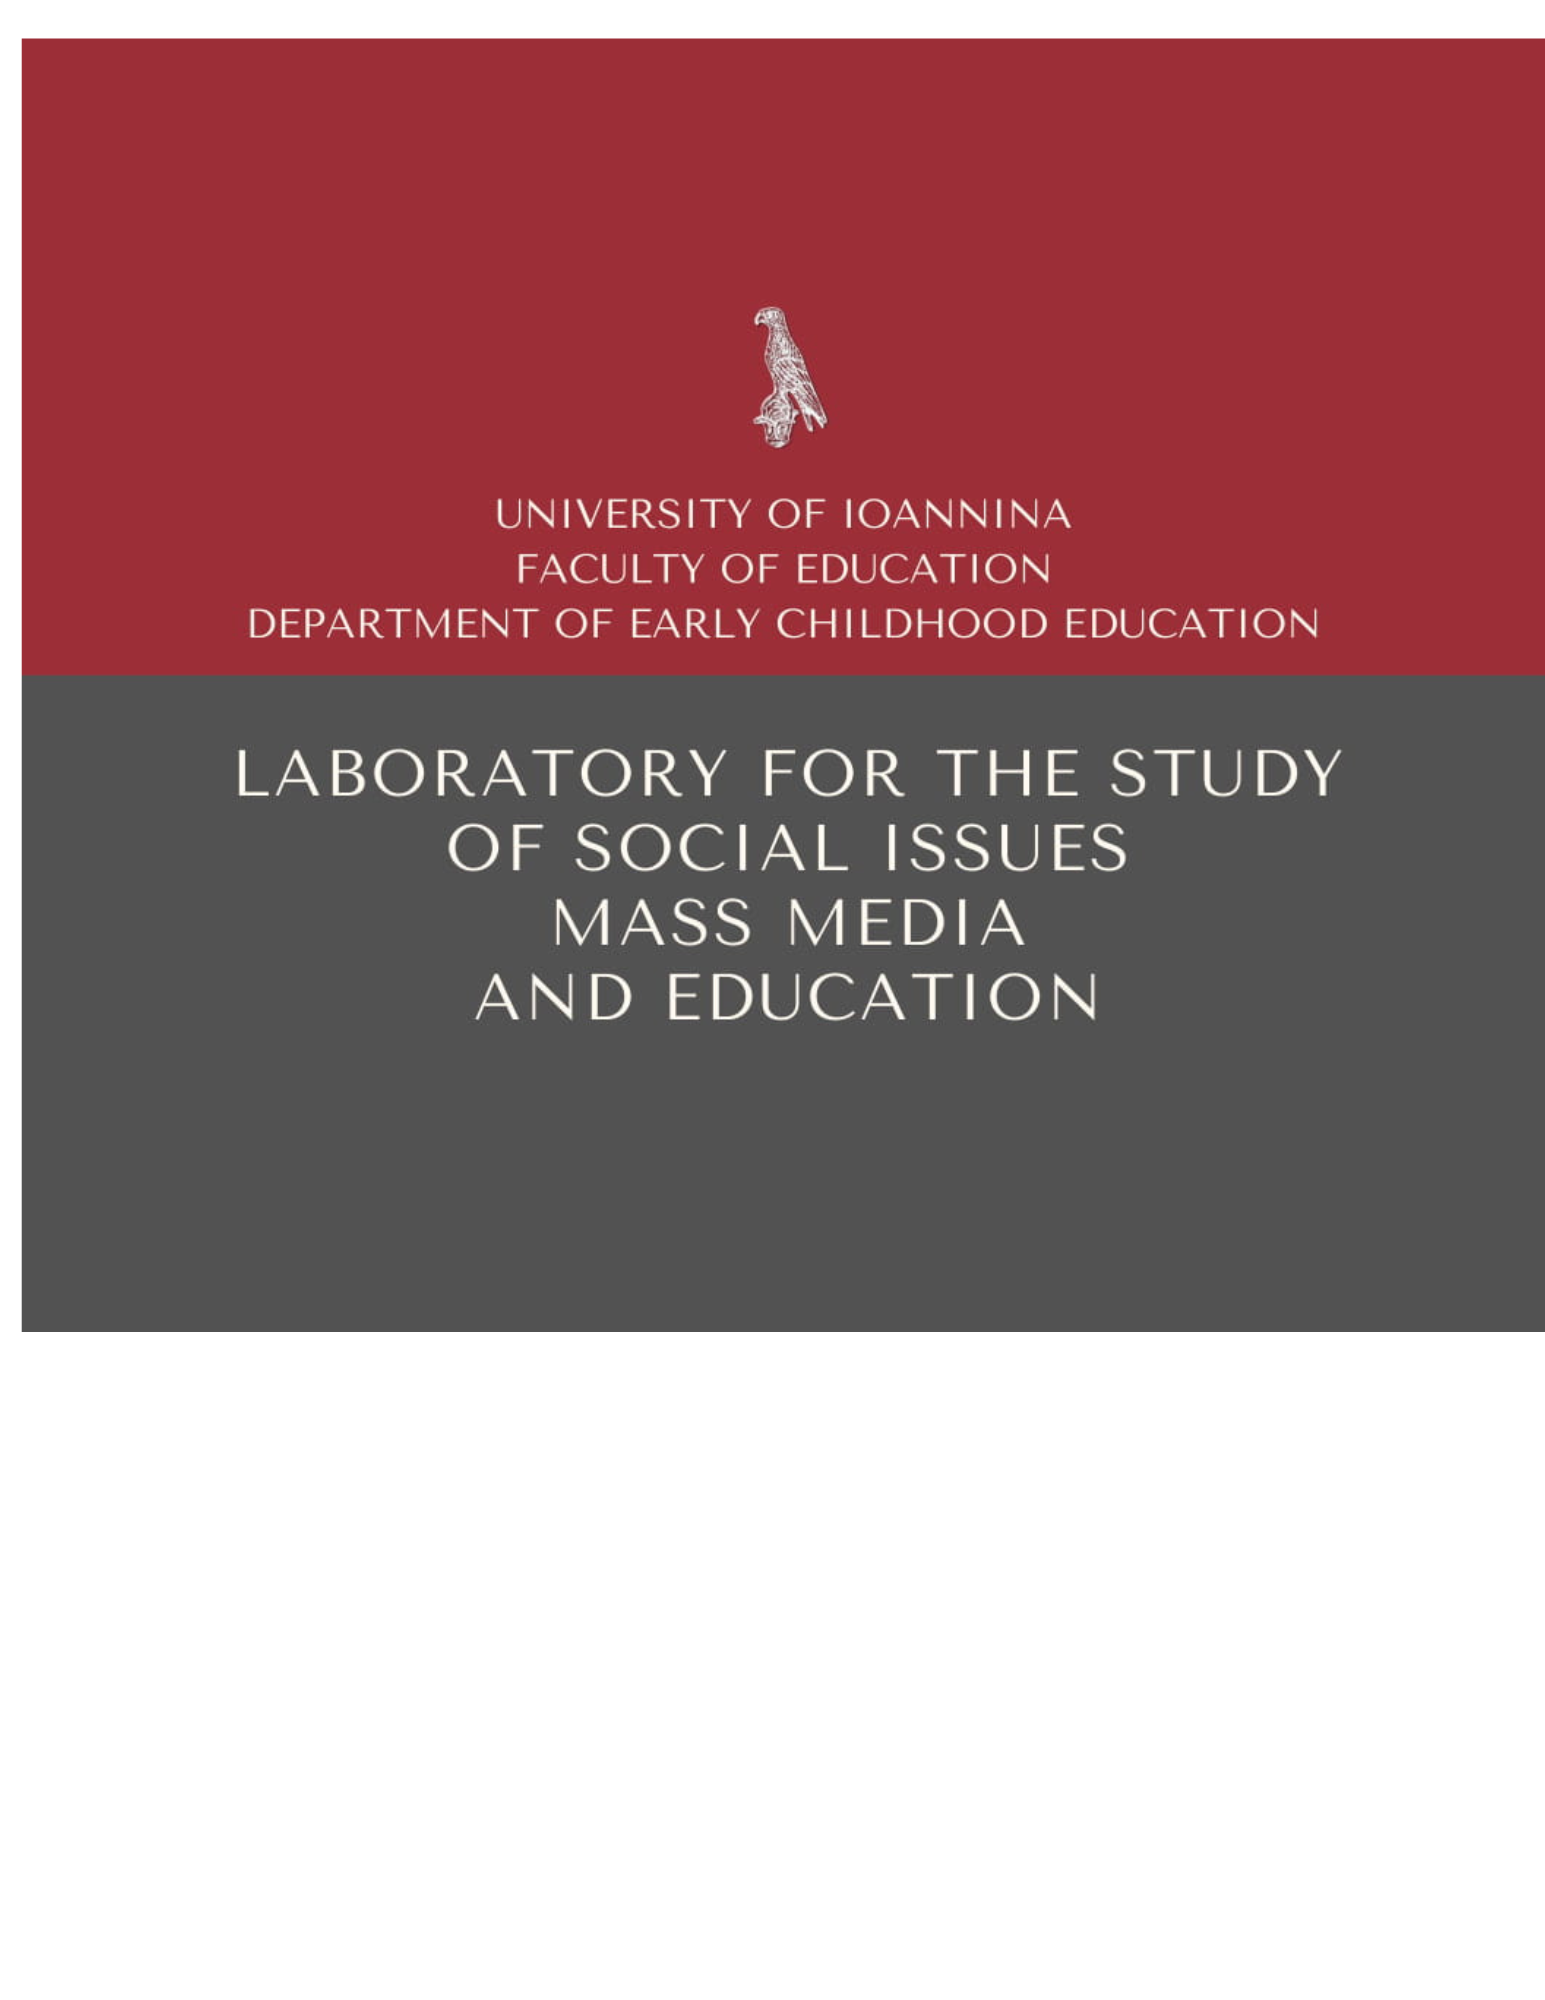 UNIVERSITY OF IOANNINA
FACULTY OF EDUCATION
DEPARTMENT OF EARLY CHILDHOOD EDUCATION
LABORATORY FOR THE STUDY
OF SOCIAL ISSUES
MASS MEDIA
AND EDUCATION